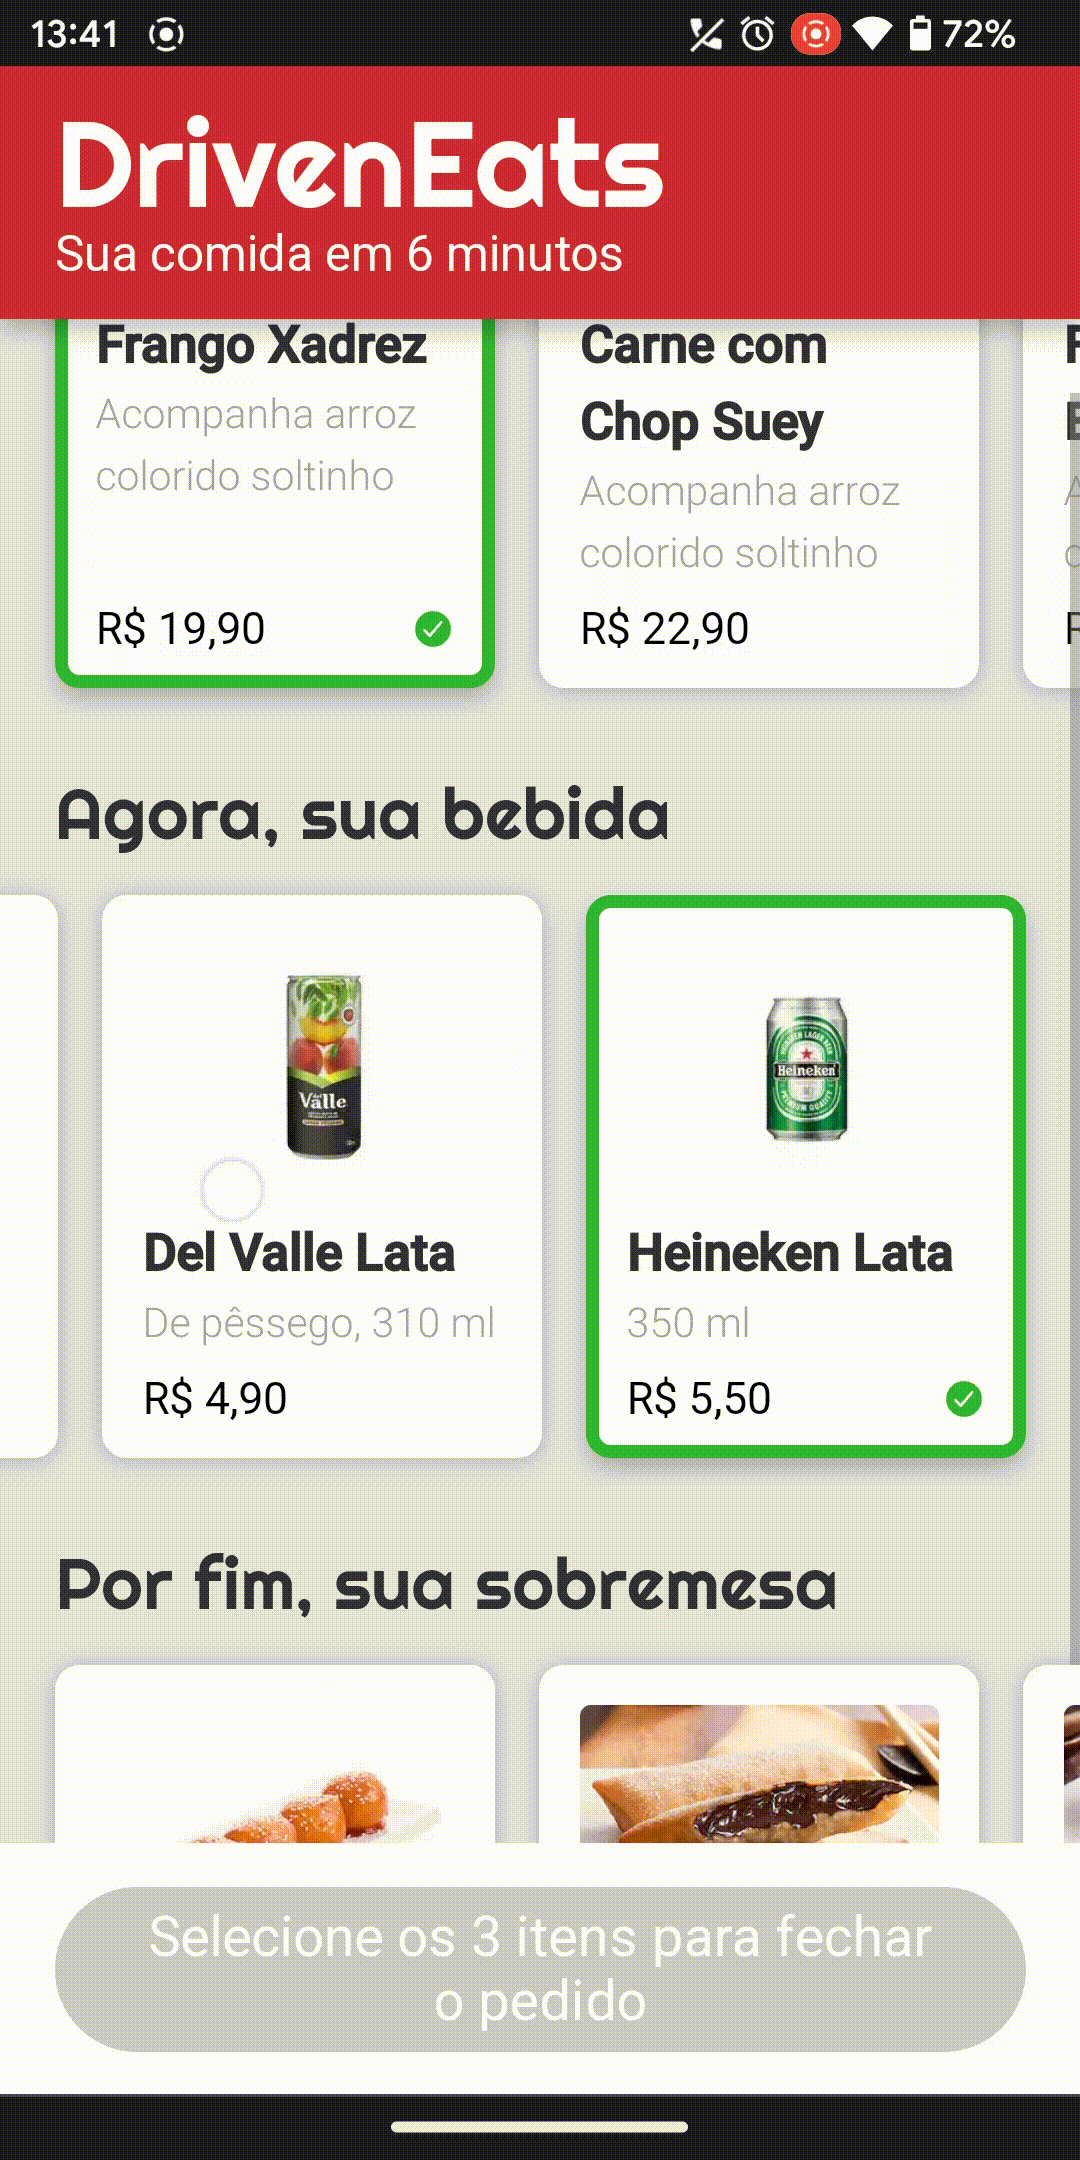 13:41
72%
DrivenEats
Sua comida em 6 minutos
Frango Xadrez
Acompanha arroz
colorido soltinho
R$ 19,90
Carne com
Chop Suey
Acompanha arroz
colorido soltinho
R$ 22,90
Agora, sua bebida
Valle
Del Valle Lata
De pêssego, 310 ml
R$ 4,90
Heineken
Heineken Lata
350 ml
R$ 5,50
Por fim, sua sobremesa
Selecione os 3 itens para fechar
o pedido